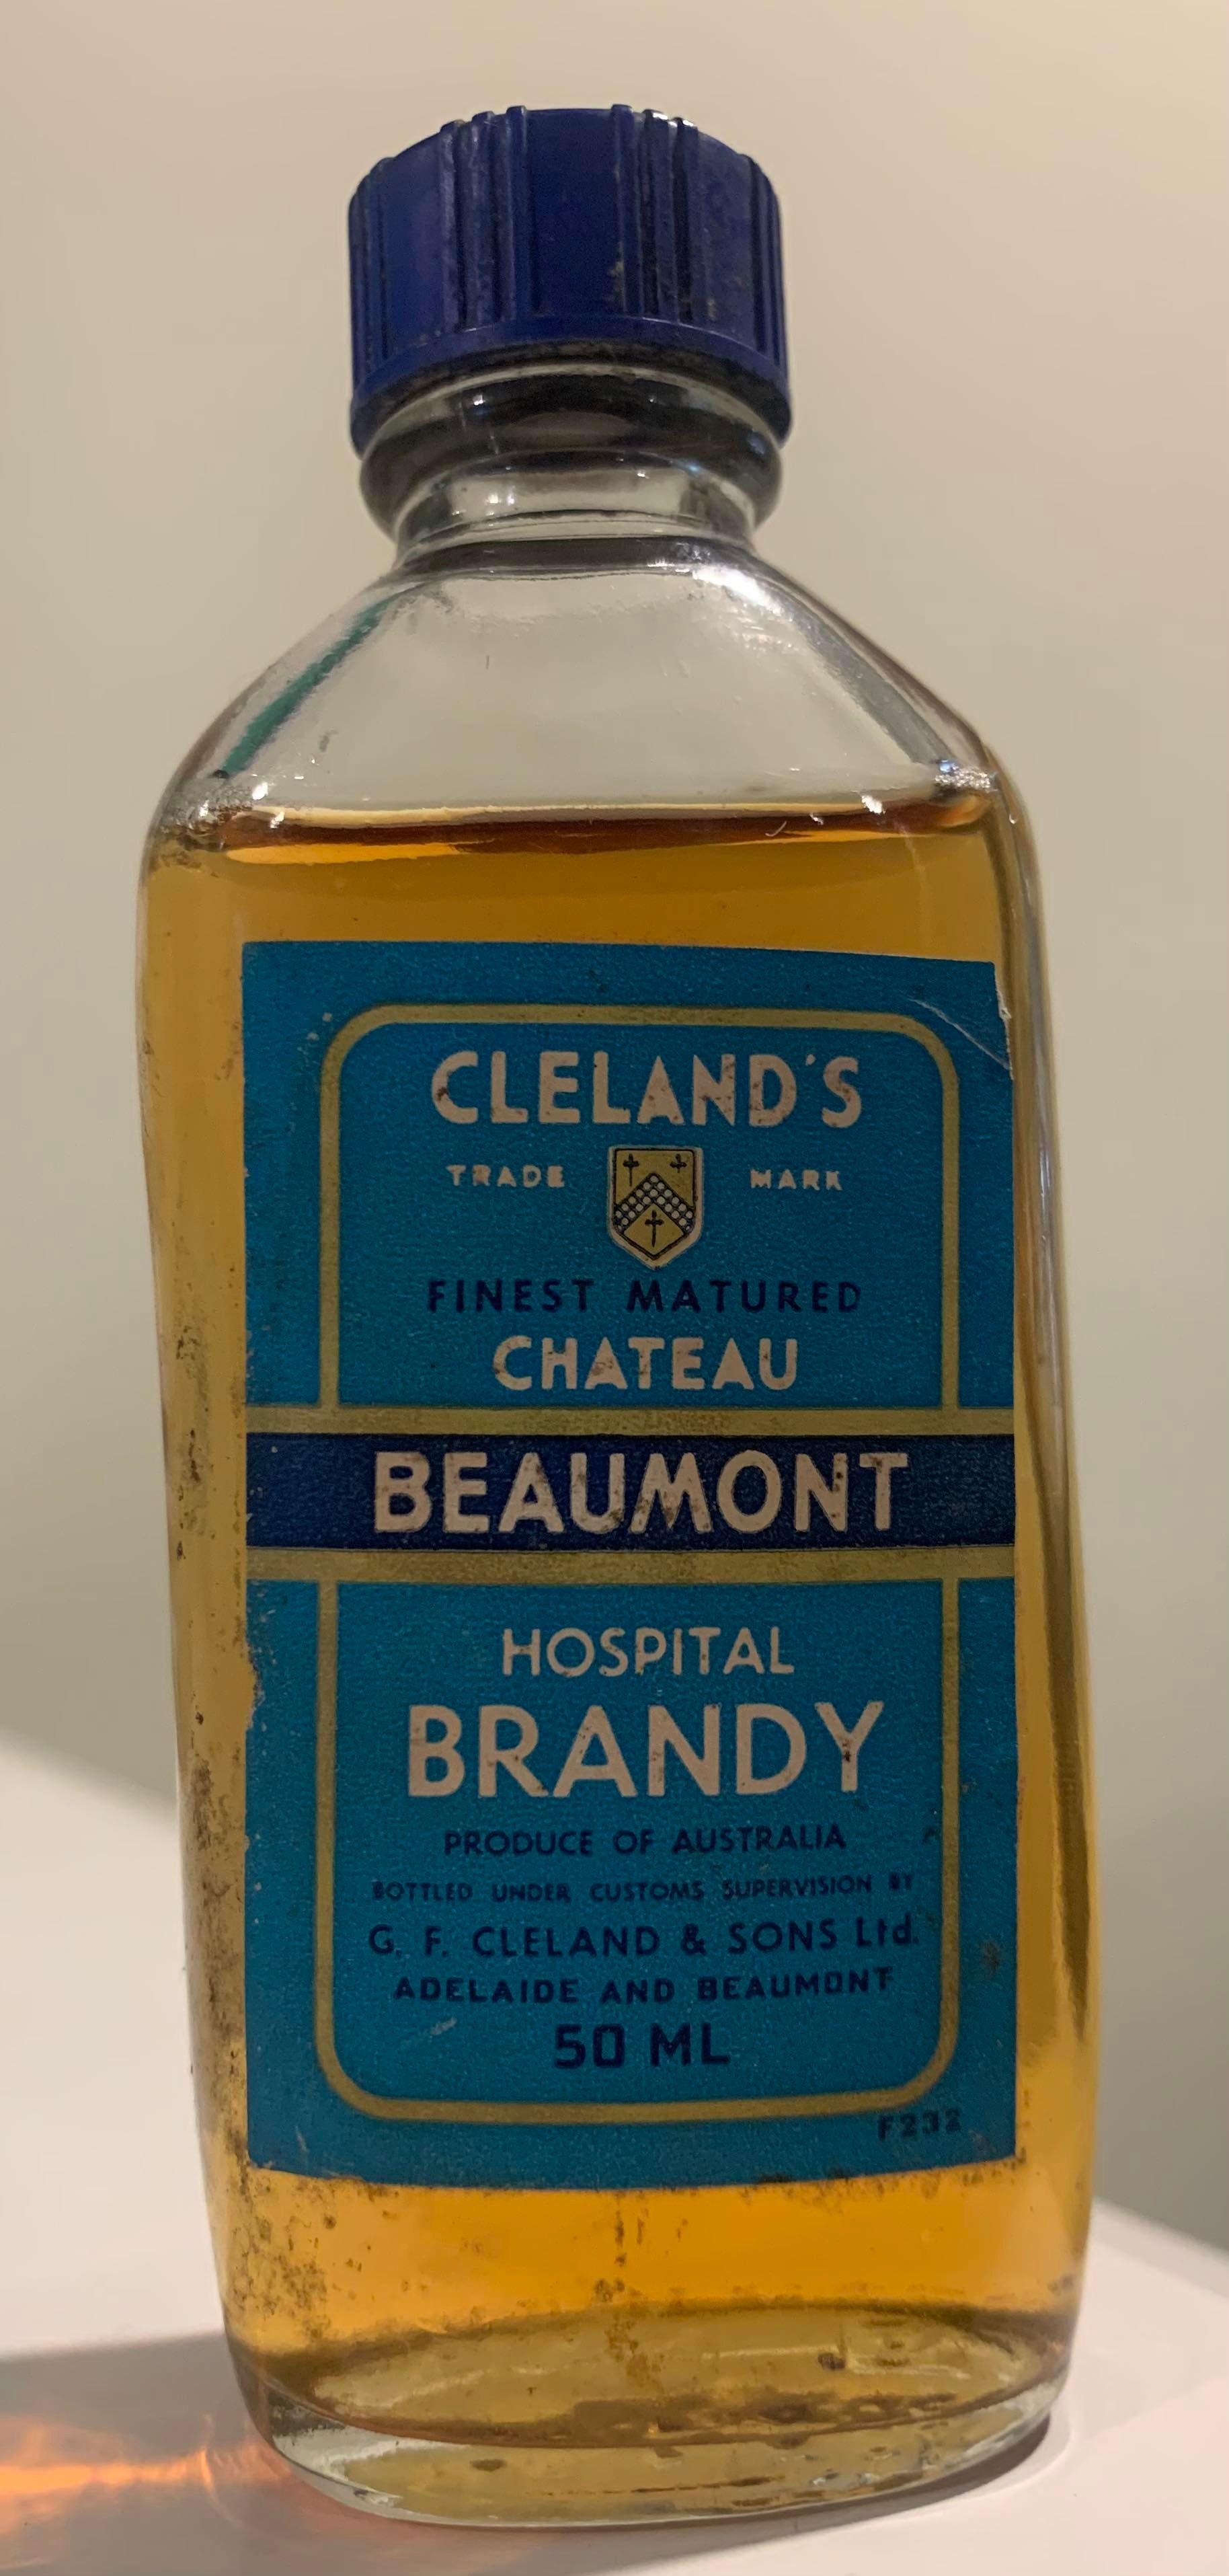 CLELAND'S
TRADE MARK
FINEST MATURED
CHATEAU
BEAUMONT
HOSPITAL
BRANDY
PRODUCE OF AUSTRALIA
BOTTLED UNDER CUSTOMS SUPERVISION BY
G. F. CLELAND & SONS Ltd.
ADELAIDE AND BEAUMONT
50 ML
F232